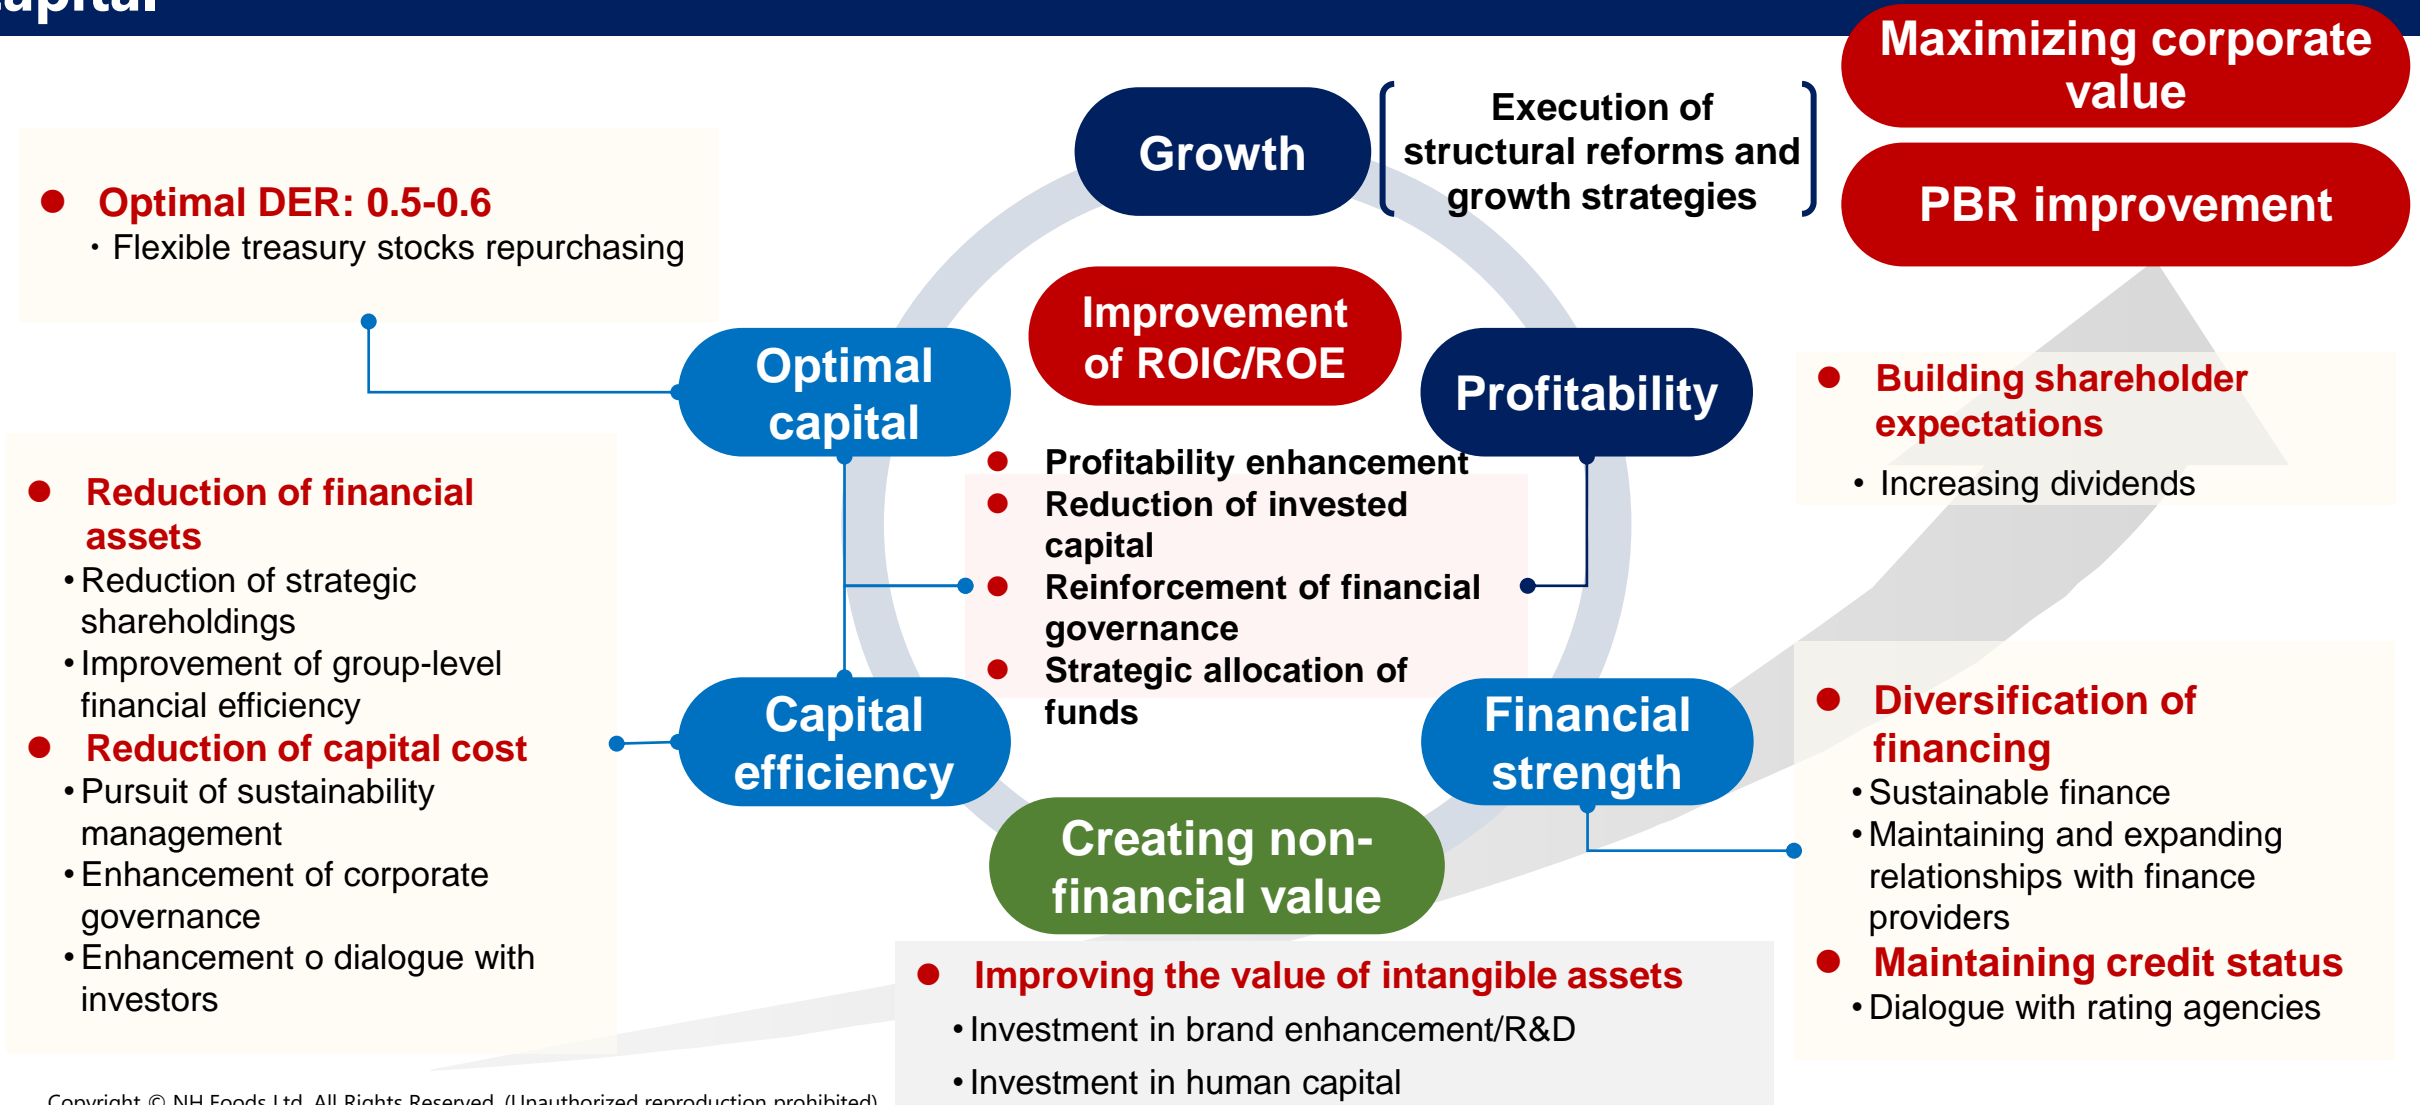 Maximizing corporate
value
PBR improvement
Growth
Execution of
structural reforms and
growth strategies
● Optimal DER: 0.5-0.6
・Flexible treasury stocks repurchasing
Optimal
capital
Improvement
of ROIC/ROE
Profitability
● Building shareholder
expectations
• Increasing dividends
● Profitability enhancement
● Reduction of invested
capital
● Reinforcement of financial
governance
● Strategic allocation of
funds
● Reduction of financial
assets
•Reduction of strategic
shareholdings
•Improvement of group-level
financial efficiency
● Reduction of capital cost
•Pursuit of sustainability
management
•Enhancement of corporate
governance
•Enhancement o dialogue with
investors
Capital
efficiency
Financial
strength
● Diversification of
financing
•Sustainable finance
•Maintaining and expanding
relationships with finance
providers
● Maintaining credit status
•Dialogue with rating agencies
Creating non-
financial value
● Improving the value of intangible assets
•Investment in brand enhancement/R&D
•Investment in human capital
Copyright © NH Foods Ltd. All Rights Reserved. (Unauthorized reproduction prohibited)